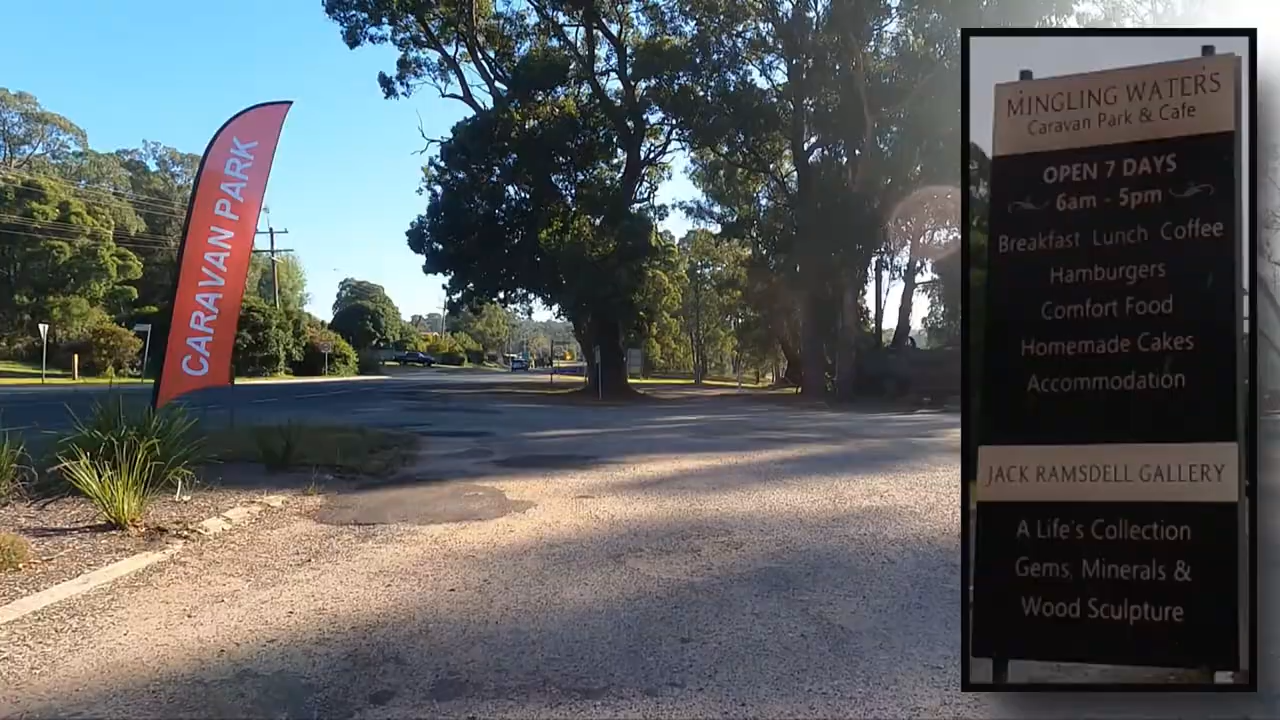 CARAVAN PARK
MINGLING WATERS
Caravan Park & Cafe
OPEN 7 DAYS
6am - 5pm
Breakfast Lunch Coffee
Hamburgers
Comfort Food
Homemade Cakes
Accommodation
JACK RAMSDELL GALLERY
A Life's Collection
Gems, Minerals &
Wood Sculpture